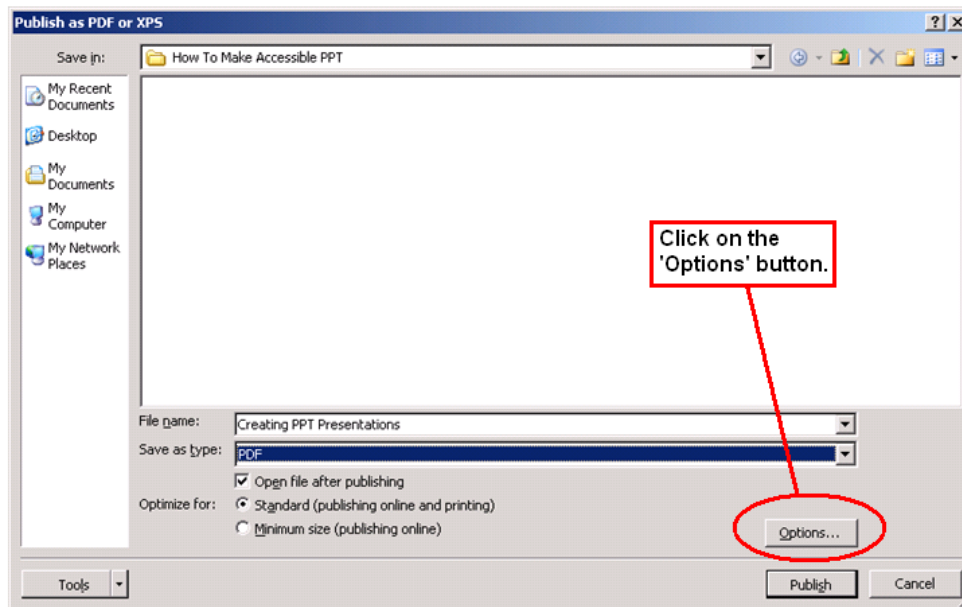 Publish as PDF or XPS
Save in:
How To Make Accessible PPT
My Recent
Documents
Desktop
My
Documents
My
Computer
My Network
Places
Click on the
'Options' button.
File name:
Creating PPT Presentations
Save as type:
PDF
Open file after publishing
Optimize for:
Standard (publishing online and printing)
Minimum size (publishing online)
Options...
Tools
Publish
Cancel